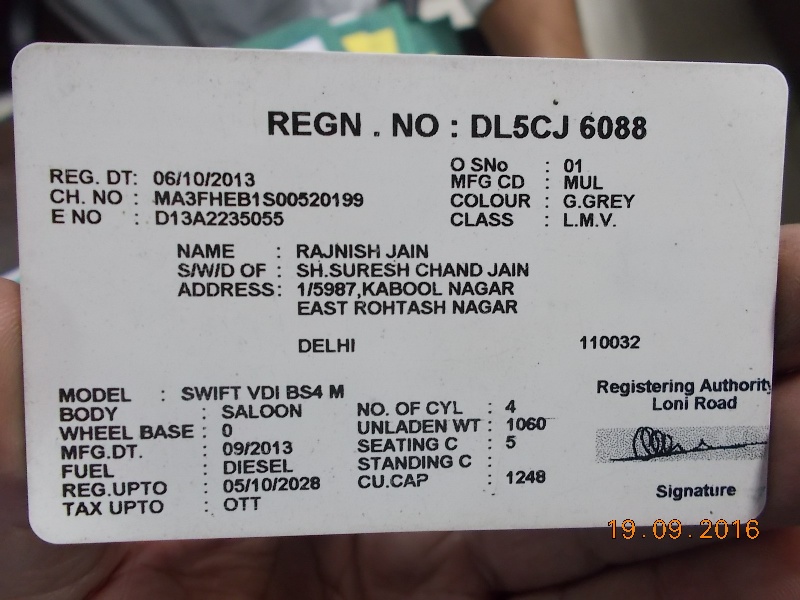 REGN . NO : DL5CJ 6088
REG. DT: 06/10/2013
CH. NO : MA3FHEB1S00520199
E NO : D13A2235055
O SNo : 01
MFG CD : MUL
COLOUR : G.GREY
CLASS : L.M.V.
NAME : RAJNISH JAIN
S/W/D OF : SH.SURESH CHAND JAIN
ADDRESS : 1/5987,KABOOL NAGAR
EAST ROHTASH NAGAR
DELHI 110032
MODEL : SWIFT VDI BS4 M
BODY : SALOON
WHEEL BASE : 0
MFG.DT. : 09/2013
FUEL : DIESEL
REG.UPTO : 05/10/2028
TAX UPTO : OTT
NO. OF CYL : 4
UNLADEN WT : 1060
SEATING C : 5
STANDING C :
CU.CAP : 1248
Registering Authority
Loni Road
Signature
19.09.2016